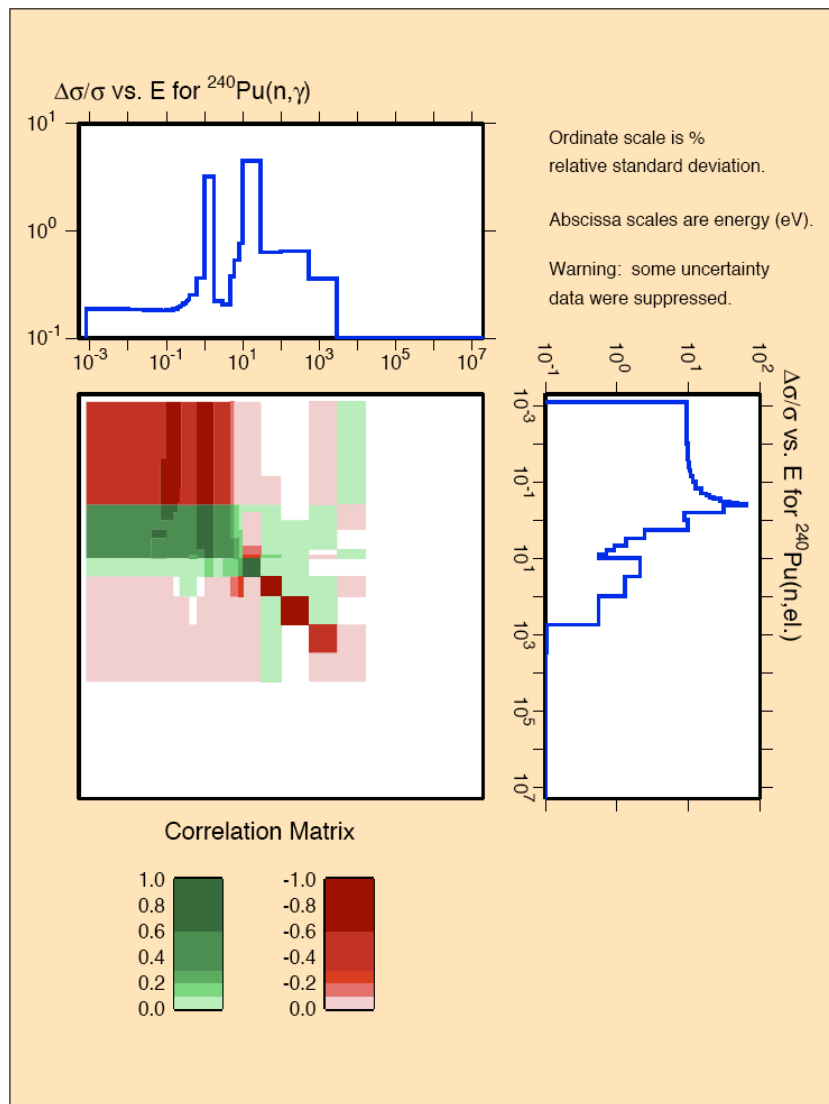 Δσ/σ vs. E for ²⁴⁰Pu(n,γ)
10¹
10⁰
10⁻¹
10⁻³ 10⁻¹ 10¹ 10³ 10⁵ 10⁷
Ordinate scale is %
relative standard deviation.
Abscissa scales are energy (eV).
Warning: some uncertainty
data were suppressed.
10⁻¹ 10⁰ 10¹ 10²
Δσ/σ vs. E for ²⁴⁰Pu(n,el.)
10⁻³
10⁻¹
10¹
10³
10⁵
10⁷
Correlation Matrix
1.0 -1.0
0.8 -0.8
0.6 -0.6
0.4 -0.4
0.2 -0.2
0.0 0.0